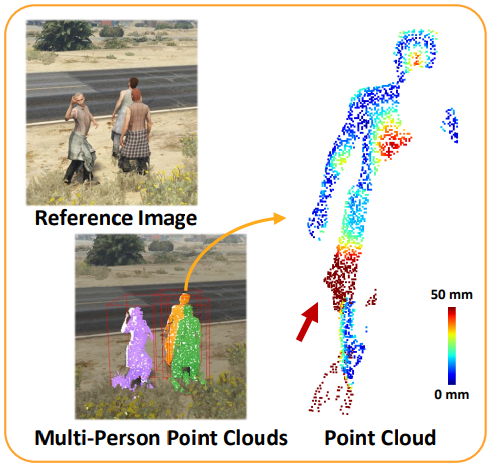 Reference Image
50 mm
0 mm
Multi-Person Point Clouds
Point Cloud